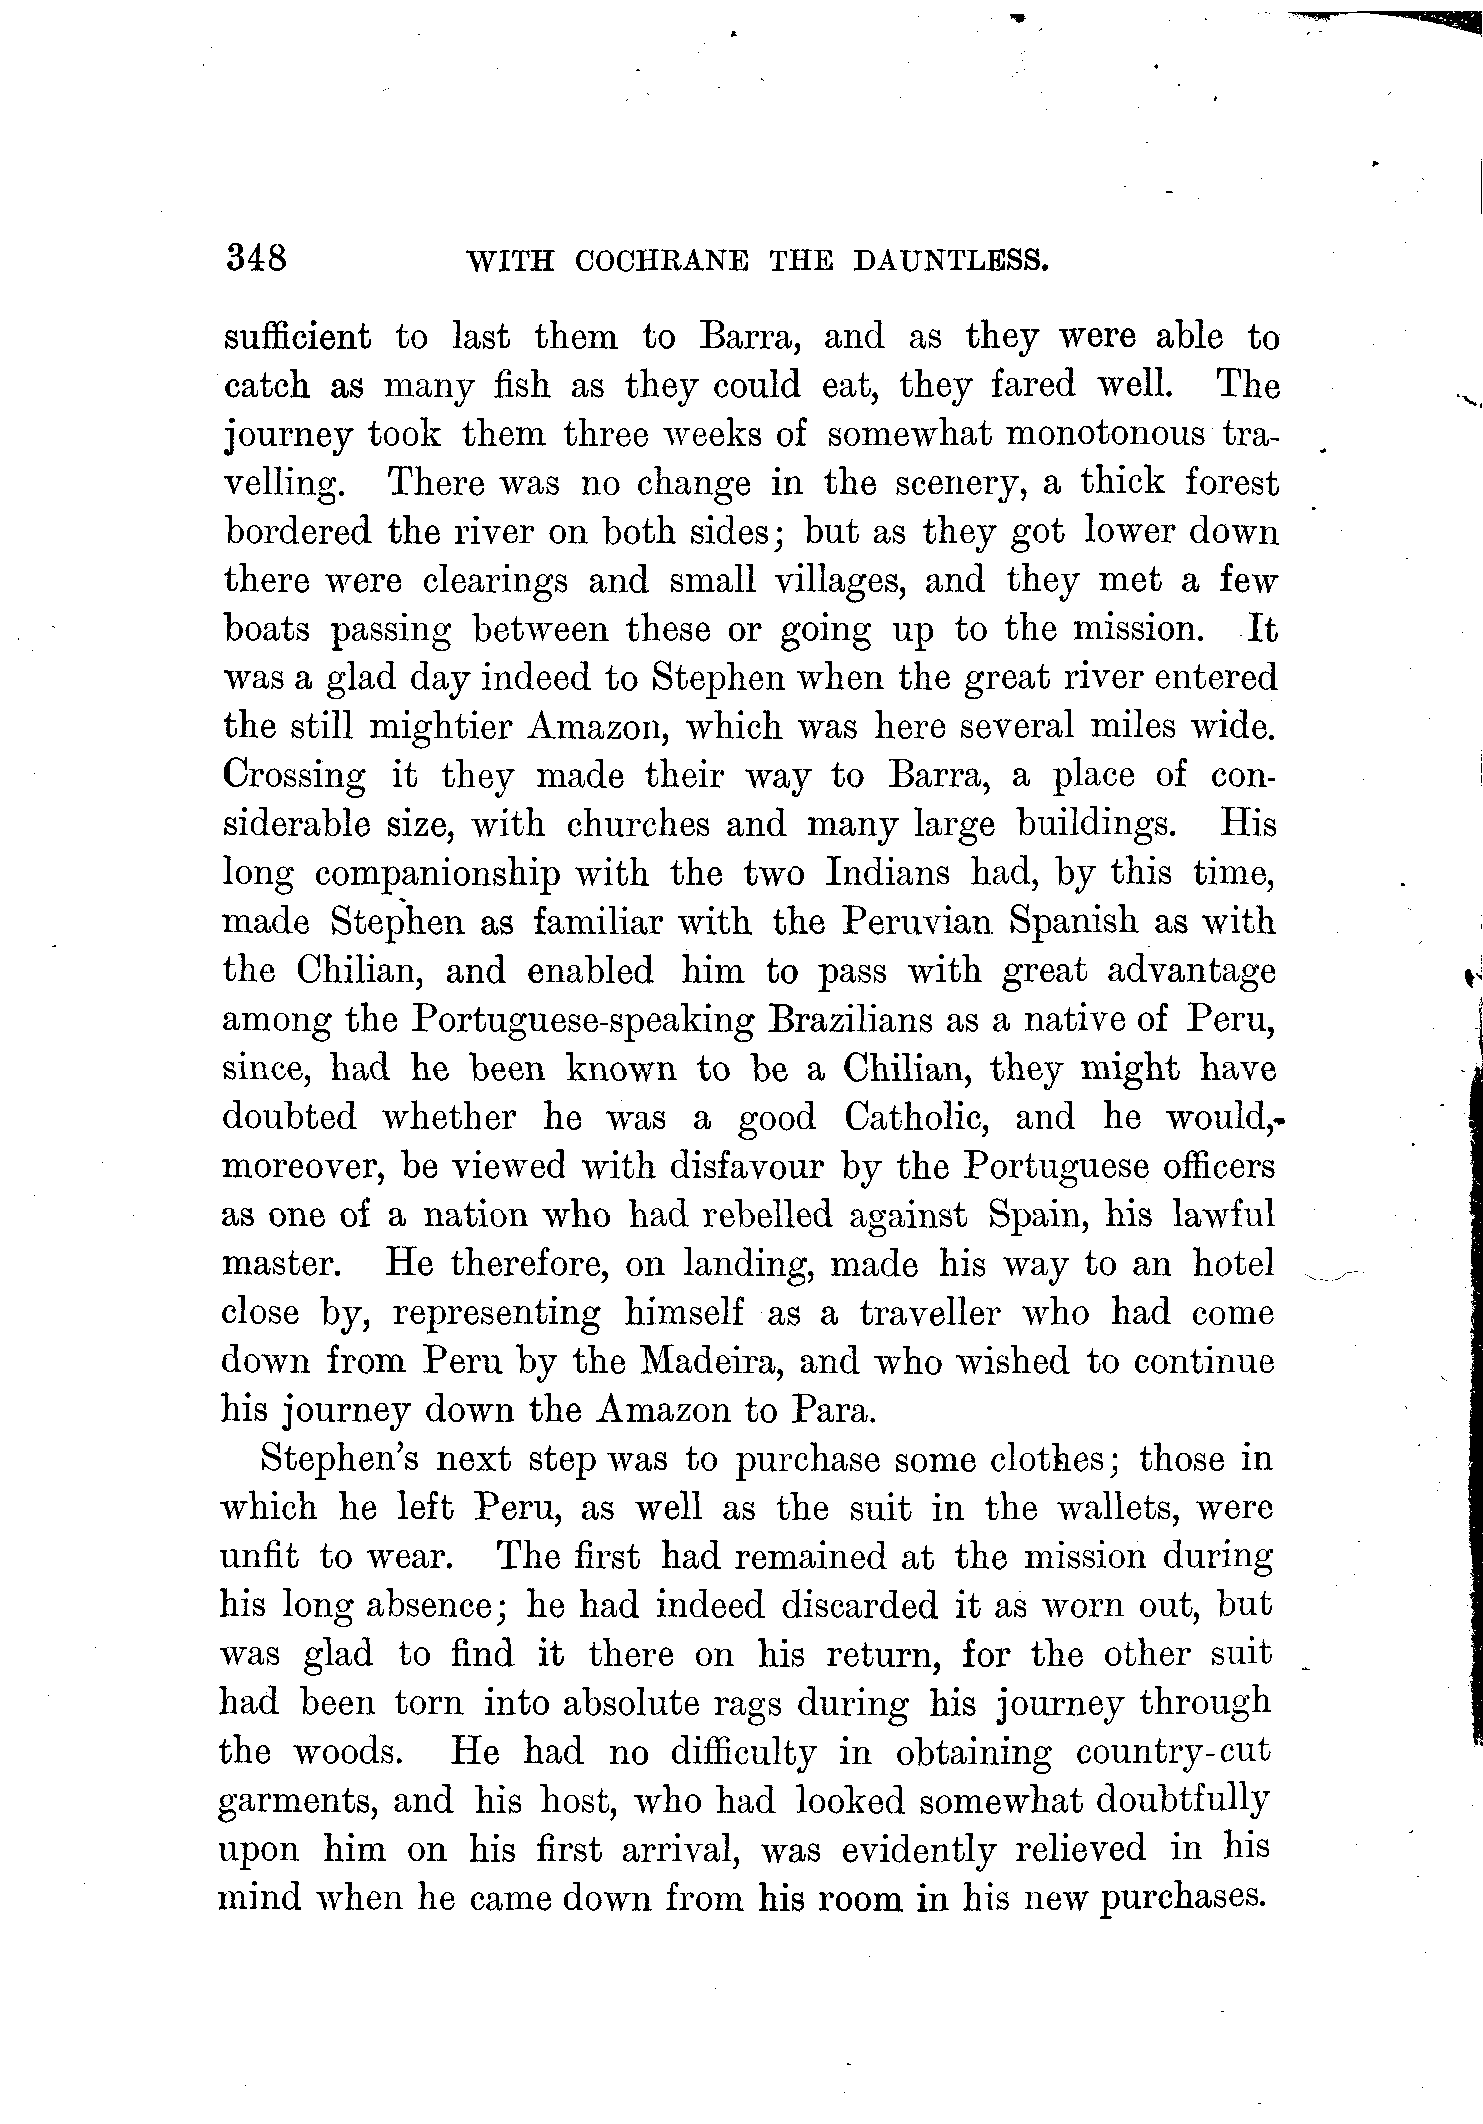 348 WITH COCHRANE THE DAUNTLESS.
sufficient to last them to Barra, and as they were able to
catch as many fish as they could eat, they fared well. The
journey took them three weeks of somewhat monotonous tra-
velling. There was no change in the scenery, a thick forest
bordered the river on both sides; but as they got lower down
there were clearings and small villages, and they met a few
boats passing between these or going up to the mission. It
was a glad day indeed to Stephen when the great river entered
the still mightier Amazon, which was here several miles wide.
Crossing it they made their way to Barra, a place of con-
siderable size, with churches and many large buildings. His
long companionship with the two Indians had, by this time,
made Stephen as familiar with the Peruvian Spanish as with
the Chilian, and enabled him to pass with great advantage
among the Portuguese-speaking Brazilians as a native of Peru,
since, had he been known to be a Chilian, they might have
doubted whether he was a good Catholic, and he would,
moreover, be viewed with disfavour by the Portuguese officers
as one of a nation who had rebelled against Spain, his lawful
master. He therefore, on landing, made his way to an hotel
close by, representing himself as a traveller who had come
down from Peru by the Madeira, and who wished to continue
his journey down the Amazon to Para.
Stephen's next step was to purchase some clothes; those in
which he left Peru, as well as the suit in the wallets, were
unfit to wear. The first had remained at the mission during
his long absence; he had indeed discarded it as worn out, but
was glad to find it there on his return, for the other suit
had been torn into absolute rags during his journey through
the woods. He had no difficulty in obtaining country-cut
garments, and his host, who had looked somewhat doubtfully
upon him on his first arrival, was evidently relieved in his
mind when he came down from his room in his new purchases.